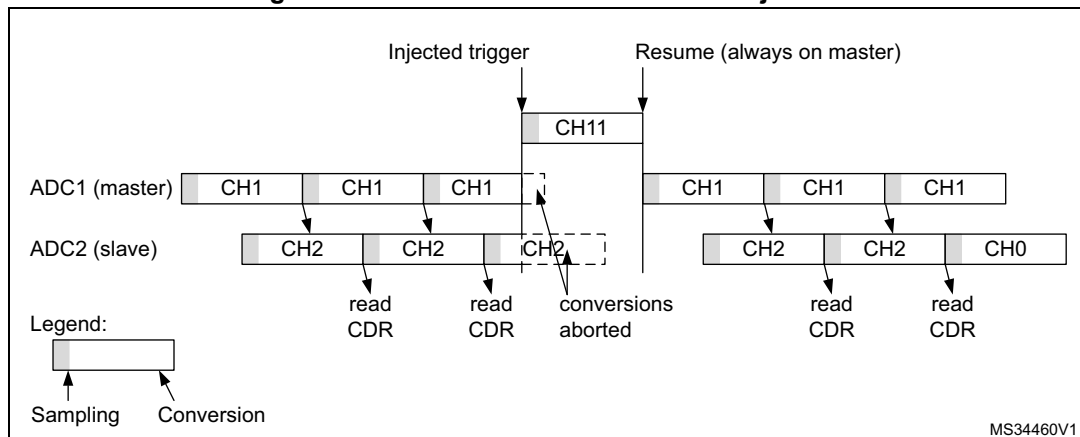 Injected trigger
Resume (always on master)
CH11
ADC1 (master)
CH1
CH1
CH1
CH1
CH1
CH1
ADC2 (slave)
CH2
CH2
CH2
CH2
CH2
CH0
read
CDR
read
CDR
conversions
aborted
read
CDR
read
CDR
Legend:
Sampling
Conversion
MS34460V1